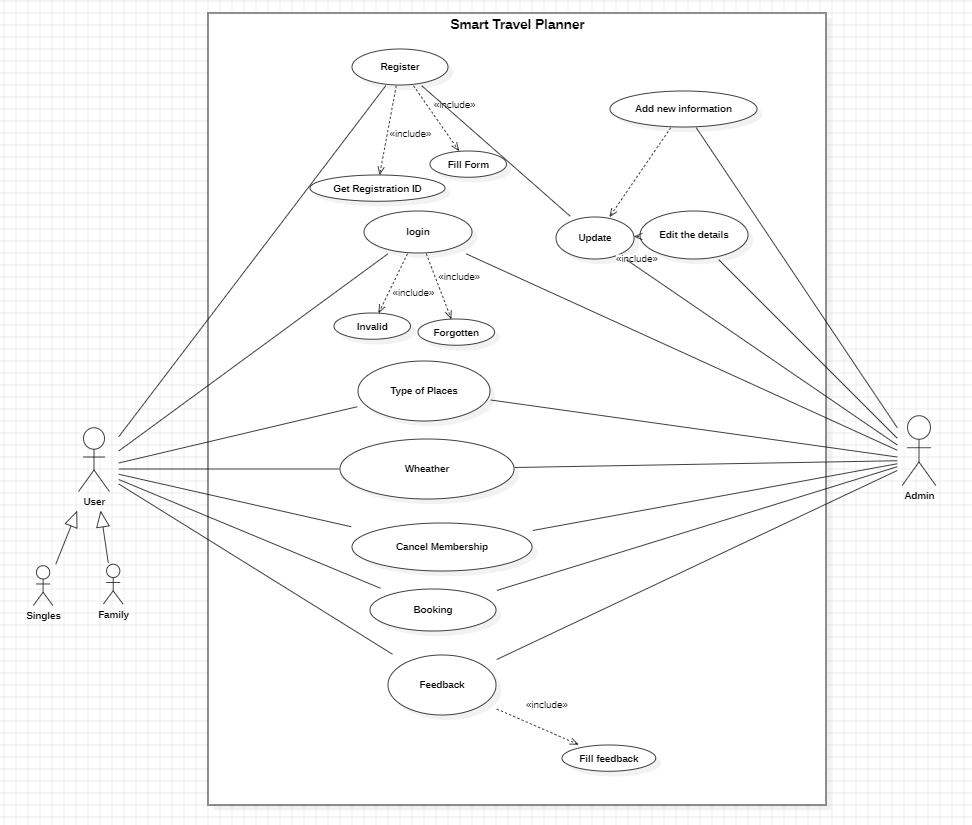 Smart Travel Planner
Register
«include»
Add new information
«include»
Fill Form
Get Registration ID
login
Update
Edit the details
«include»
«include»
«include»
Invalid
Forgotten
Type of Places
Wheather
User
Admin
Cancel Membership
Singles
Family
Booking
Feedback
«include»
Fill feedback